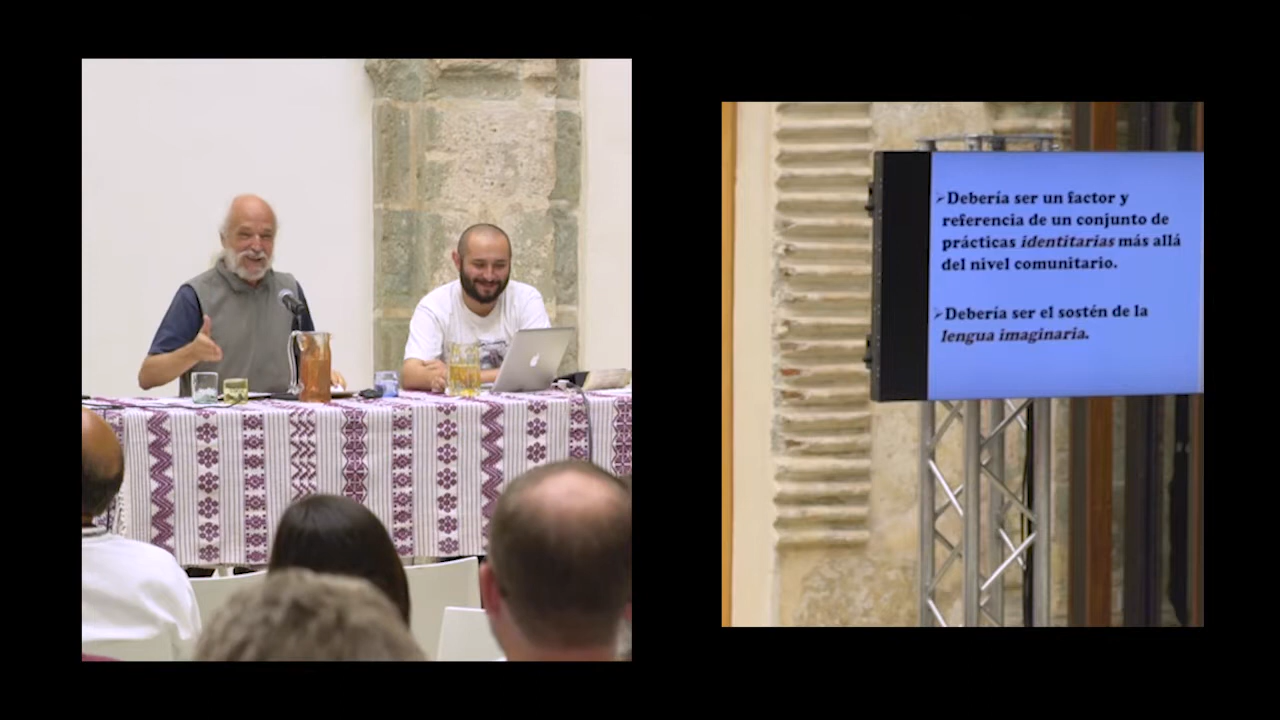 ➢Debería ser un factor y
referencia de un conjunto de
prácticas identitarias más allá
del nivel comunitario.
➢Debería ser el sostén de la
lengua imaginaria.